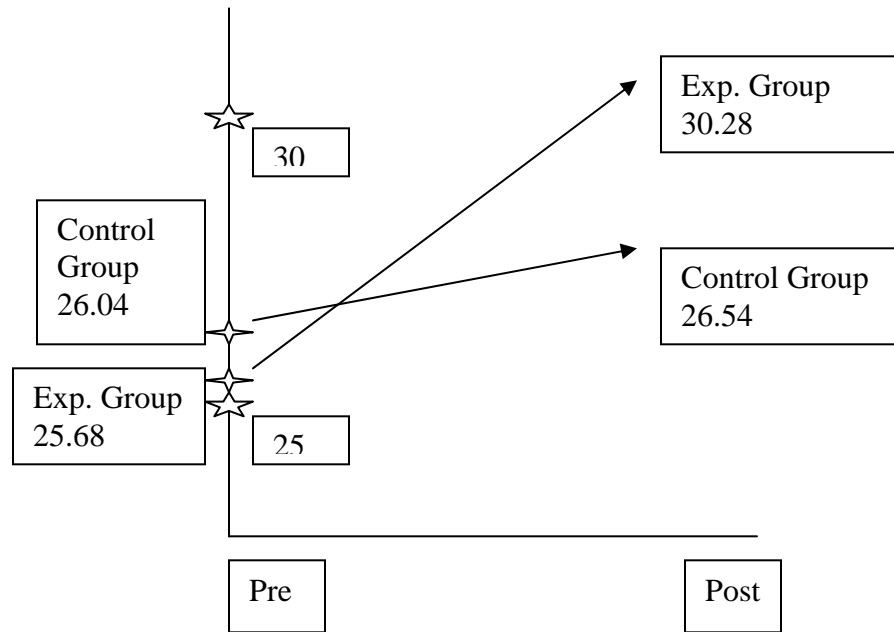 Exp. Group
30.28
30
Control
Group
26.04
Control Group
26.54
Exp. Group
25.68
25
Pre
Post